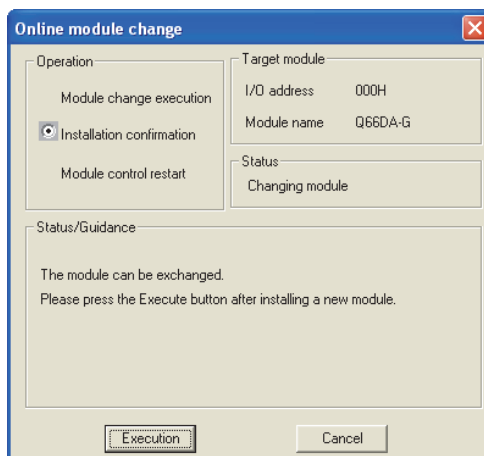 Online module change
Operation
Module change execution
Installation confirmation
Module control restart
Target module
I/O address 000H
Module name Q66DA-G
Status
Changing module
Status/Guidance
The module can be exchanged.
Please press the Execute button after installing a new module.
Execution
Cancel